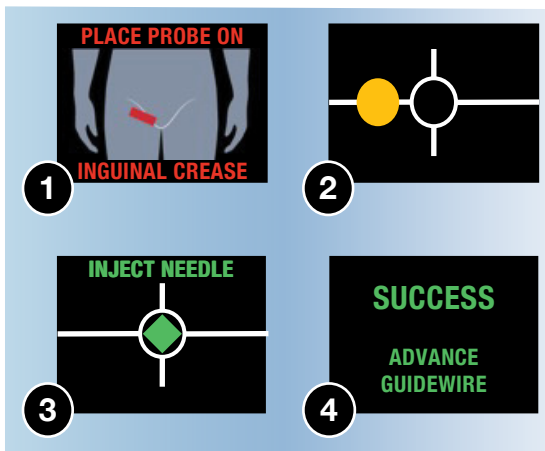 PLACE PROBE ON
INGUINAL CREASE
1
2
INJECT NEEDLE
3
SUCCESS
ADVANCE
GUIDEWIRE
4